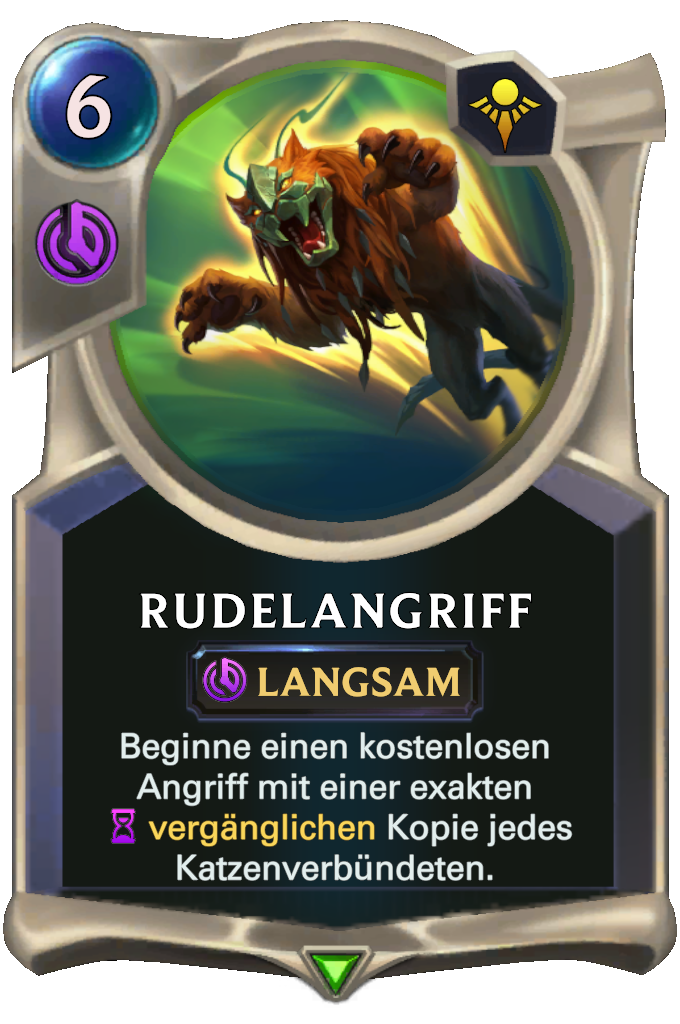 6
RUDELANGRIFF
LANGSAM
Beginne einen kostenlosen
Angriff mit einer exakten
vergänglichen Kopie jedes
Katzenverbündeten.